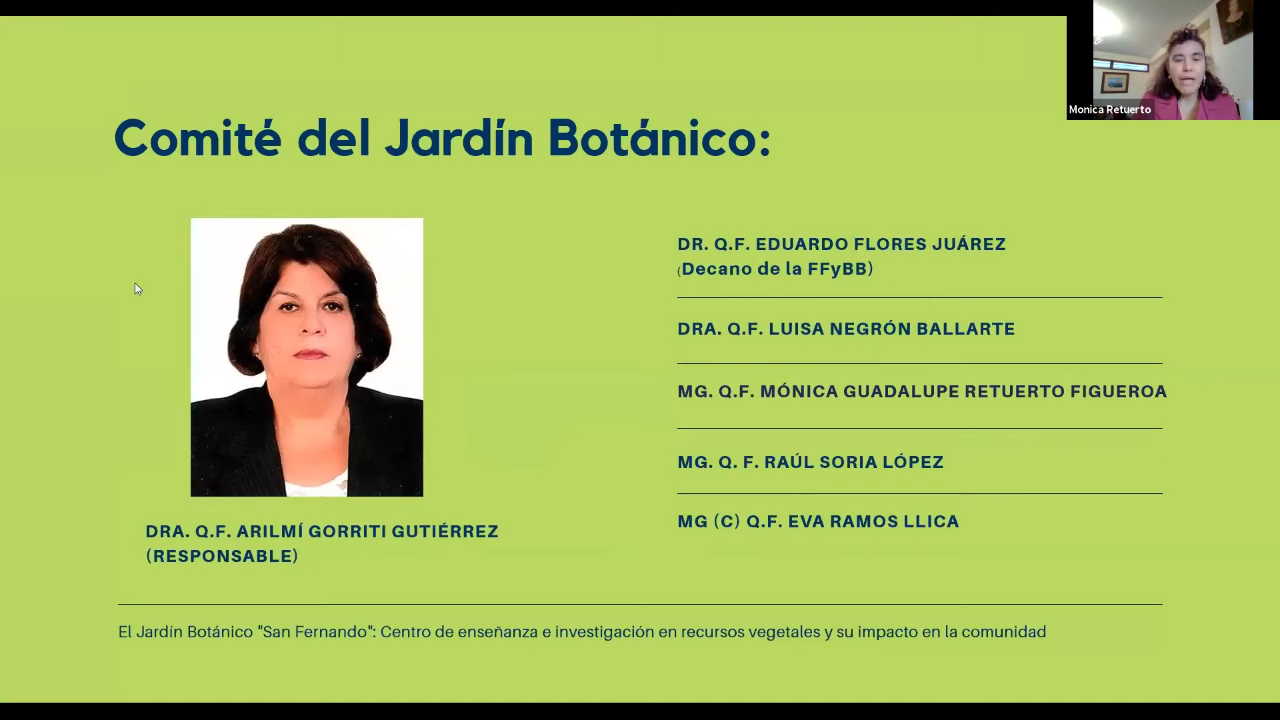 Monica Retuerto
Comité del Jardín Botánico:
DRA. Q.F. ARILMÍ GORRITI GUTIÉRREZ
(RESPONSABLE)
DR. Q.F. EDUARDO FLORES JUÁREZ
(Decano de la FFyBB)
DRA. Q.F. LUISA NEGRÓN BALLARTE
MG. Q.F. MÓNICA GUADALUPE RETUERTO FIGUEROA
MG. Q. F. RAÚL SORIA LÓPEZ
MG (C) Q.F. EVA RAMOS LLICA
El Jardín Botánico "San Fernando": Centro de enseñanza e investigación en recursos vegetales y su impacto en la comunidad